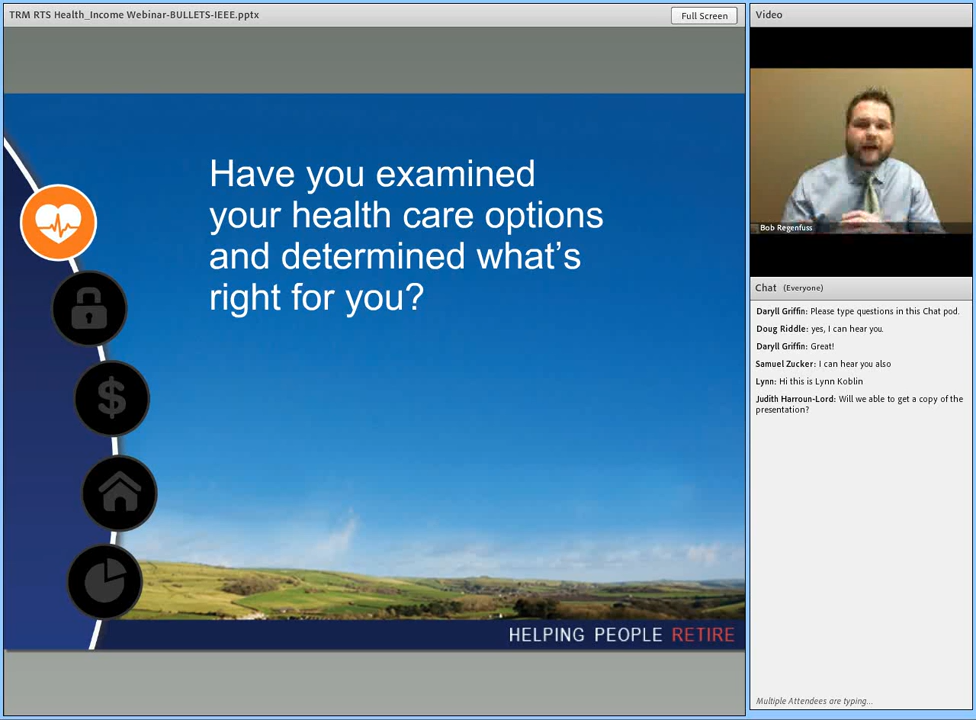 TRM RTS Health_Income Webinar-BULLETS-IEEE.pptx
Full Screen
Have you examined
your health care options
and determined what's
right for you?
$
HELPING PEOPLE RETIRE
Video
Bob Regenfuss
Chat (Everyone)
Daryll Griffin: Please type questions in this Chat pod.
Doug Riddle: yes, I can hear you.
Daryll Griffin: Great!
Samuel Zucker: I can hear you also
Lynn: Hi this is Lynn Koblin
Judith Harroun-Lord: Will we able to get a copy of the
presentation?
Multiple Attendees are typing...